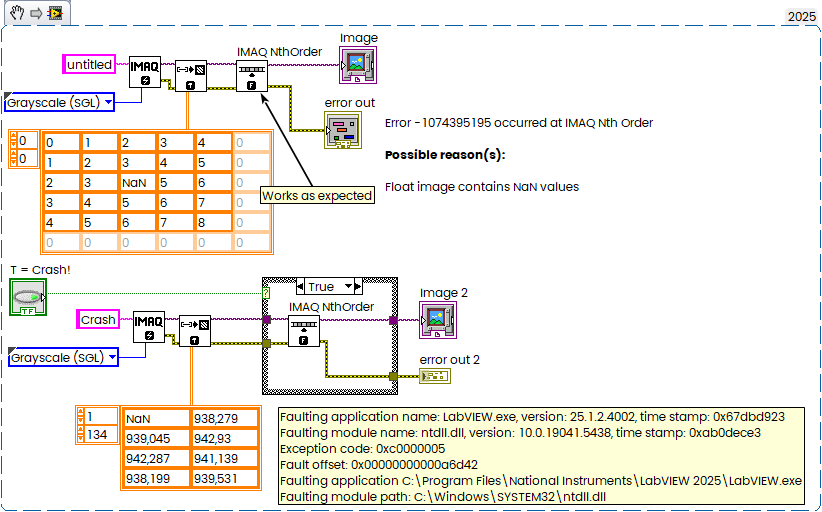 2025
IMAQ NthOrder
Image
untitled
IMAQ
Grayscale (SGL)
error out
Error -1074395195 occurred at IMAQ Nth Order
Possible reason(s):
Float image contains NaN values
0 0 1 2 3 4 0
0 1 2 3 4 5 0
2 3 NaN 5 6 0
3 4 5 6 7 0
4 5 6 7 8 0
0 0 0 0 0 0
Works as expected
T = Crash!
TF
True
IMAQ NthOrder
Image 2
Crash
IMAQ
Grayscale (SGL)
error out 2
1 NaN 938,279
134 939,045 942,93
942,287 941,139
938,199 939,531
Faulting application name: LabVIEW.exe, version: 25.1.2.4002, time stamp: 0x67dbd923
Faulting module name: ntdll.dll, version: 10.0.19041.5438, time stamp: 0xab0dece3
Exception code: 0xc0000005
Fault offset: 0x00000000000a6d42
Faulting application C:\Program Files\National Instruments\LabVIEW 2025\LabVIEW.exe
Faulting module path: C:\Windows\SYSTEM32\ntdll.dll